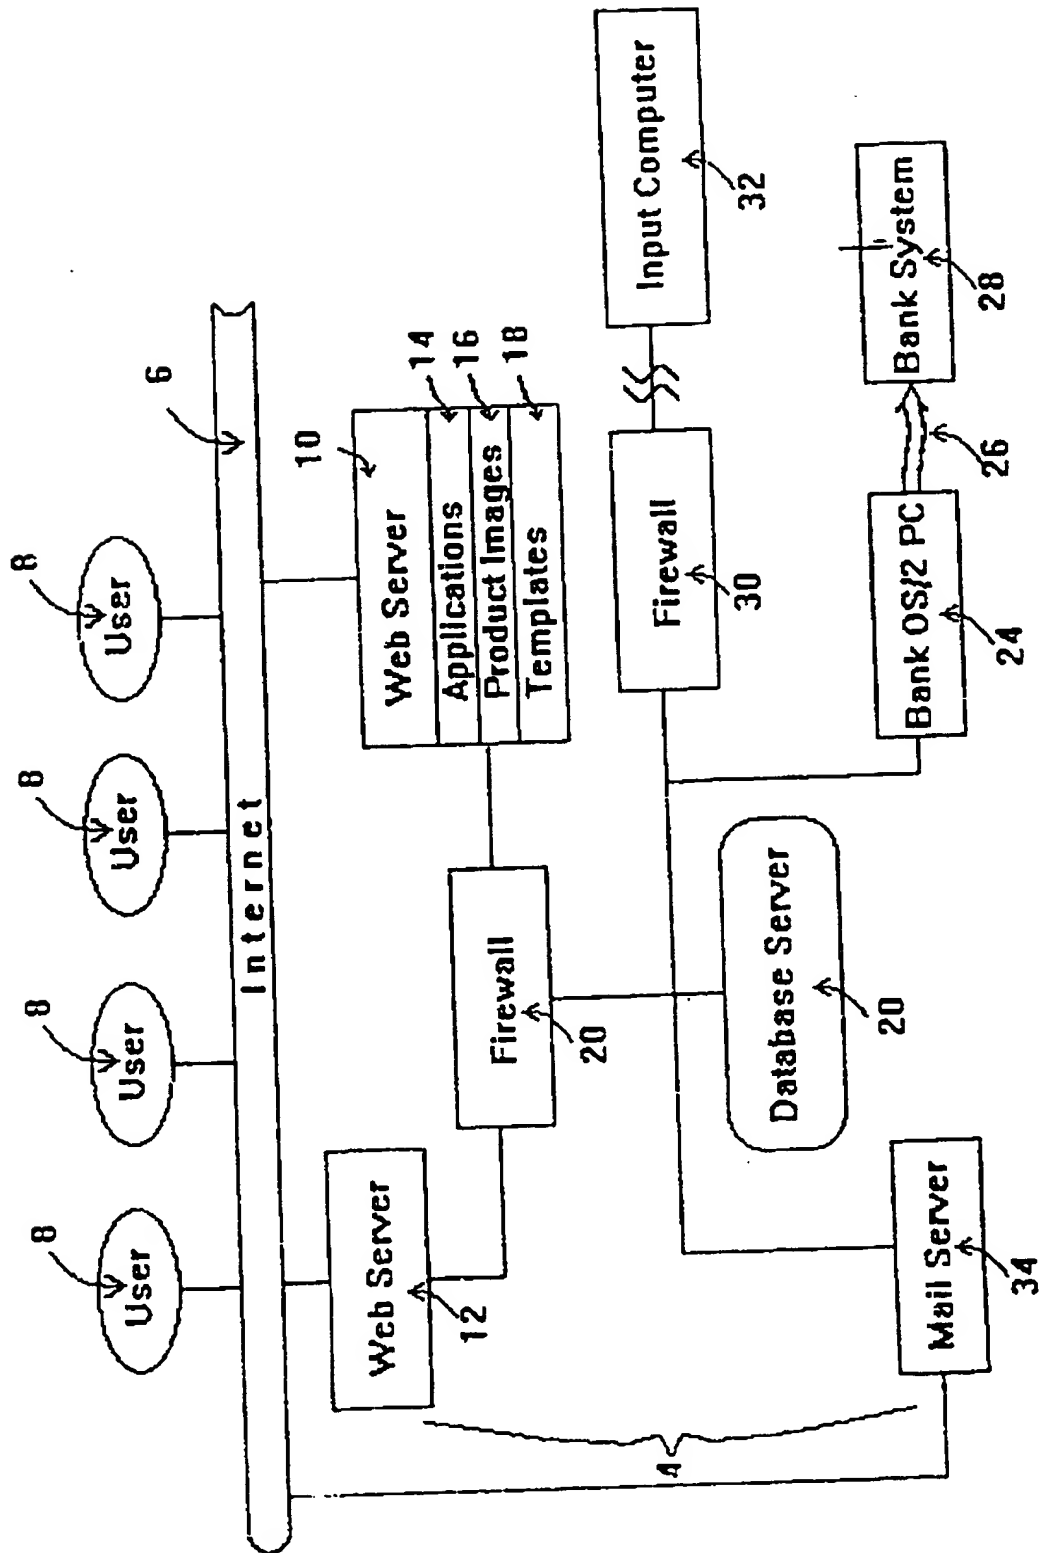 8
User
8
User
8
User
8
User
Internet
6
Web Server
12
Web Server
10
Applications
14
Product Images
16
Templates
18
Firewall
20
Firewall
30
Input Computer
32
Database Server
20
Bank OS/2 PC
24
26
Bank System
28
Mail Server
34
4